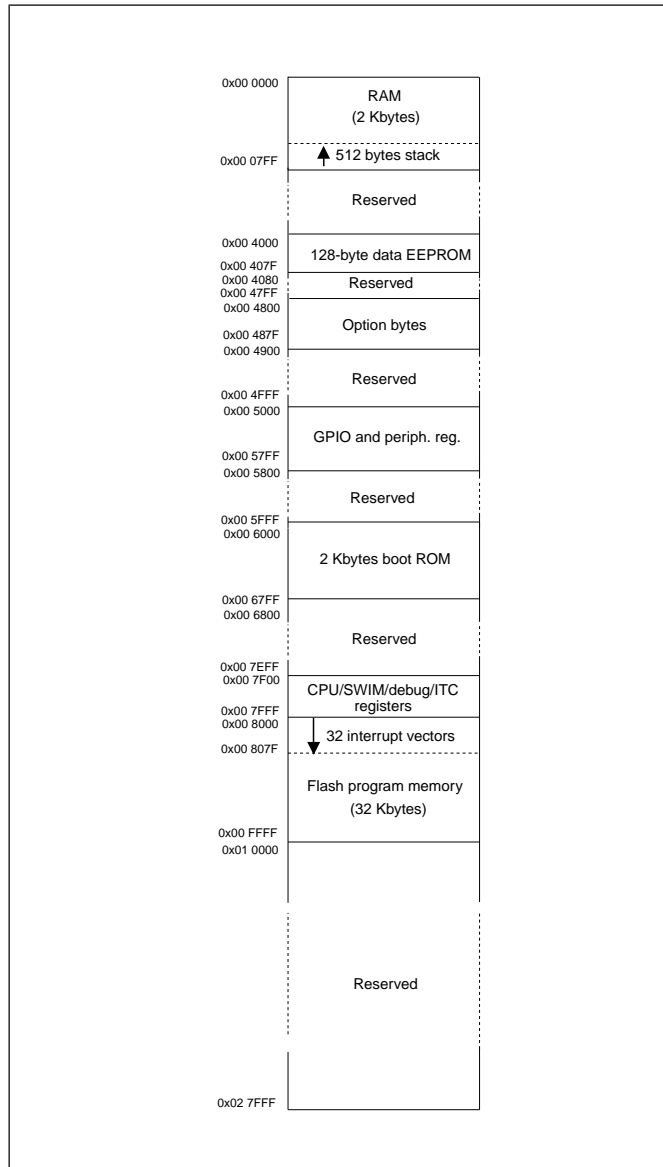 0x00 0000
RAM
(2 Kbytes)
512 bytes stack
0x00 07FF
Reserved
0x00 4000
128-byte data EEPROM
0x00 407F
0x00 4080
Reserved
0x00 47FF
0x00 4800
Option bytes
0x00 487F
0x00 4900
Reserved
0x00 4FFF
0x00 5000
GPIO and periph. reg.
0x00 57FF
0x00 5800
Reserved
0x00 5FFF
0x00 6000
2 Kbytes boot ROM
0x00 67FF
0x00 6800
Reserved
0x00 7EFF
0x00 7F00
CPU/SWIM/debug/ITC
registers
0x00 7FFF
0x00 8000
32 interrupt vectors
0x00 807F
Flash program memory
(32 Kbytes)
0x00 FFFF
0x01 0000
Reserved
0x02 7FFF